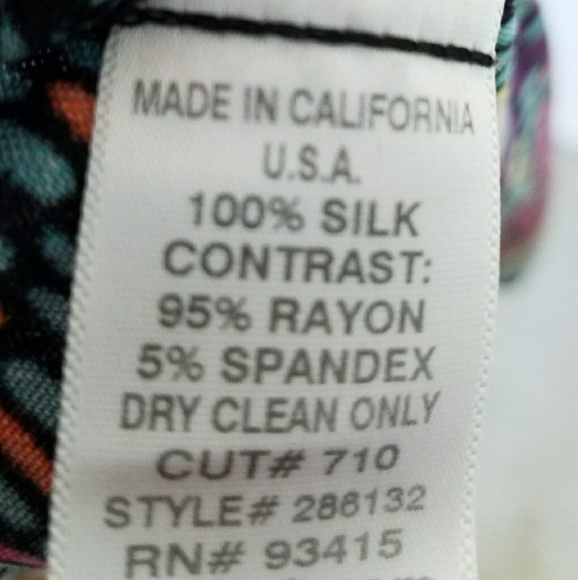 MADE IN CALIFORNIA
U.S.A.
100% SILK
CONTRAST:
95% RAYON
5% SPANDEX
DRY CLEAN ONLY
CUT# 710
STYLE# 286132
RN# 93415